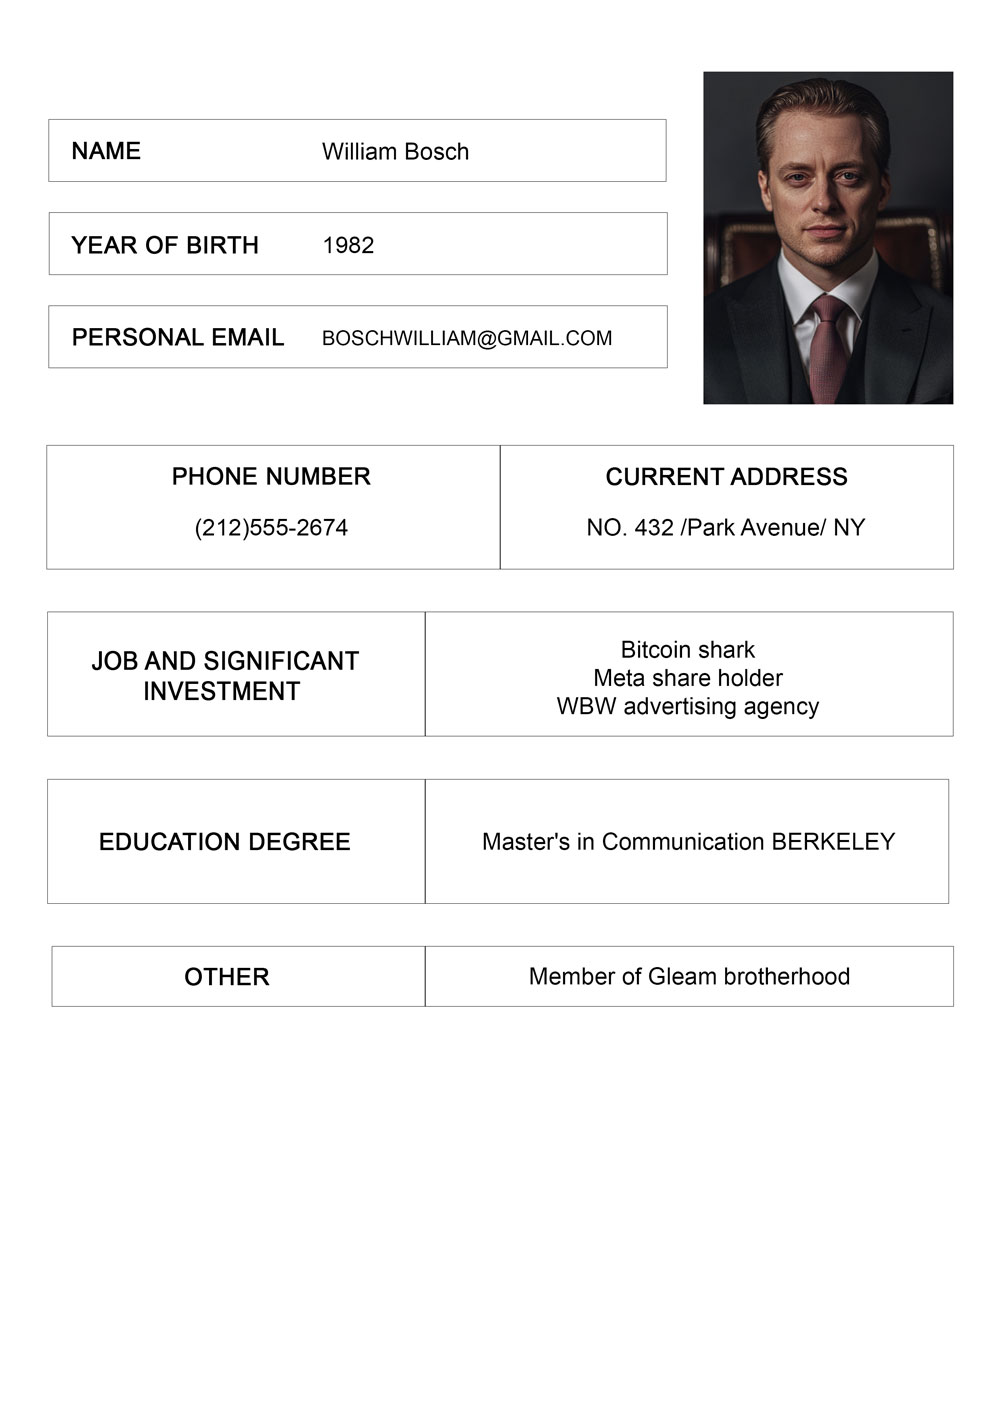 NAME William Bosch
YEAR OF BIRTH 1982
PERSONAL EMAIL BOSCHWILLIAM@GMAIL.COM
PHONE NUMBER
(212)555-2674
CURRENT ADDRESS
NO. 432 /Park Avenue/ NY
JOB AND SIGNIFICANT
INVESTMENT
Bitcoin shark
Meta share holder
WBW advertising agency
EDUCATION DEGREE
Master's in Communication BERKELEY
OTHER
Member of Gleam brotherhood